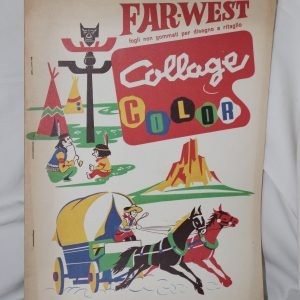 FAR-WEST
fogli non gommati per disegno a ritaglio
Collage
COLOR